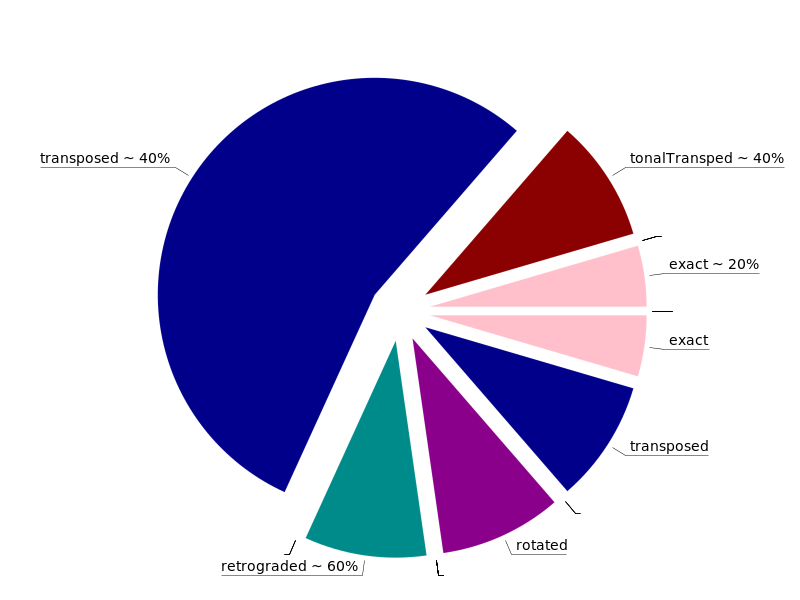 transposed ~ 40%
tonalTransped ~ 40%
exact ~ 20%
exact
transposed
rotated
retrograded ~ 60%